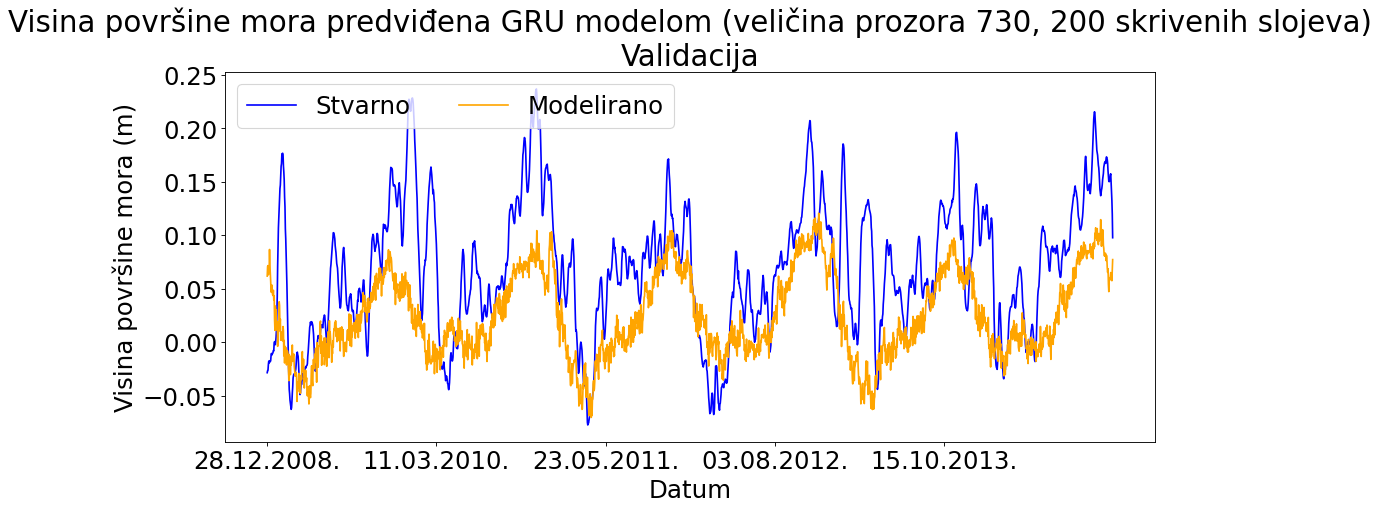 Visina površine mora predviđena GRU modelom (veličina prozora 730, 200 skrivenih slojeva)
Validacija
Stvarno Modelirano
Visina površine mora (m)
0.25
0.20
0.15
0.10
0.05
0.00
−0.05
28.12.2008. 11.03.2010. 23.05.2011. 03.08.2012. 15.10.2013.
Datum